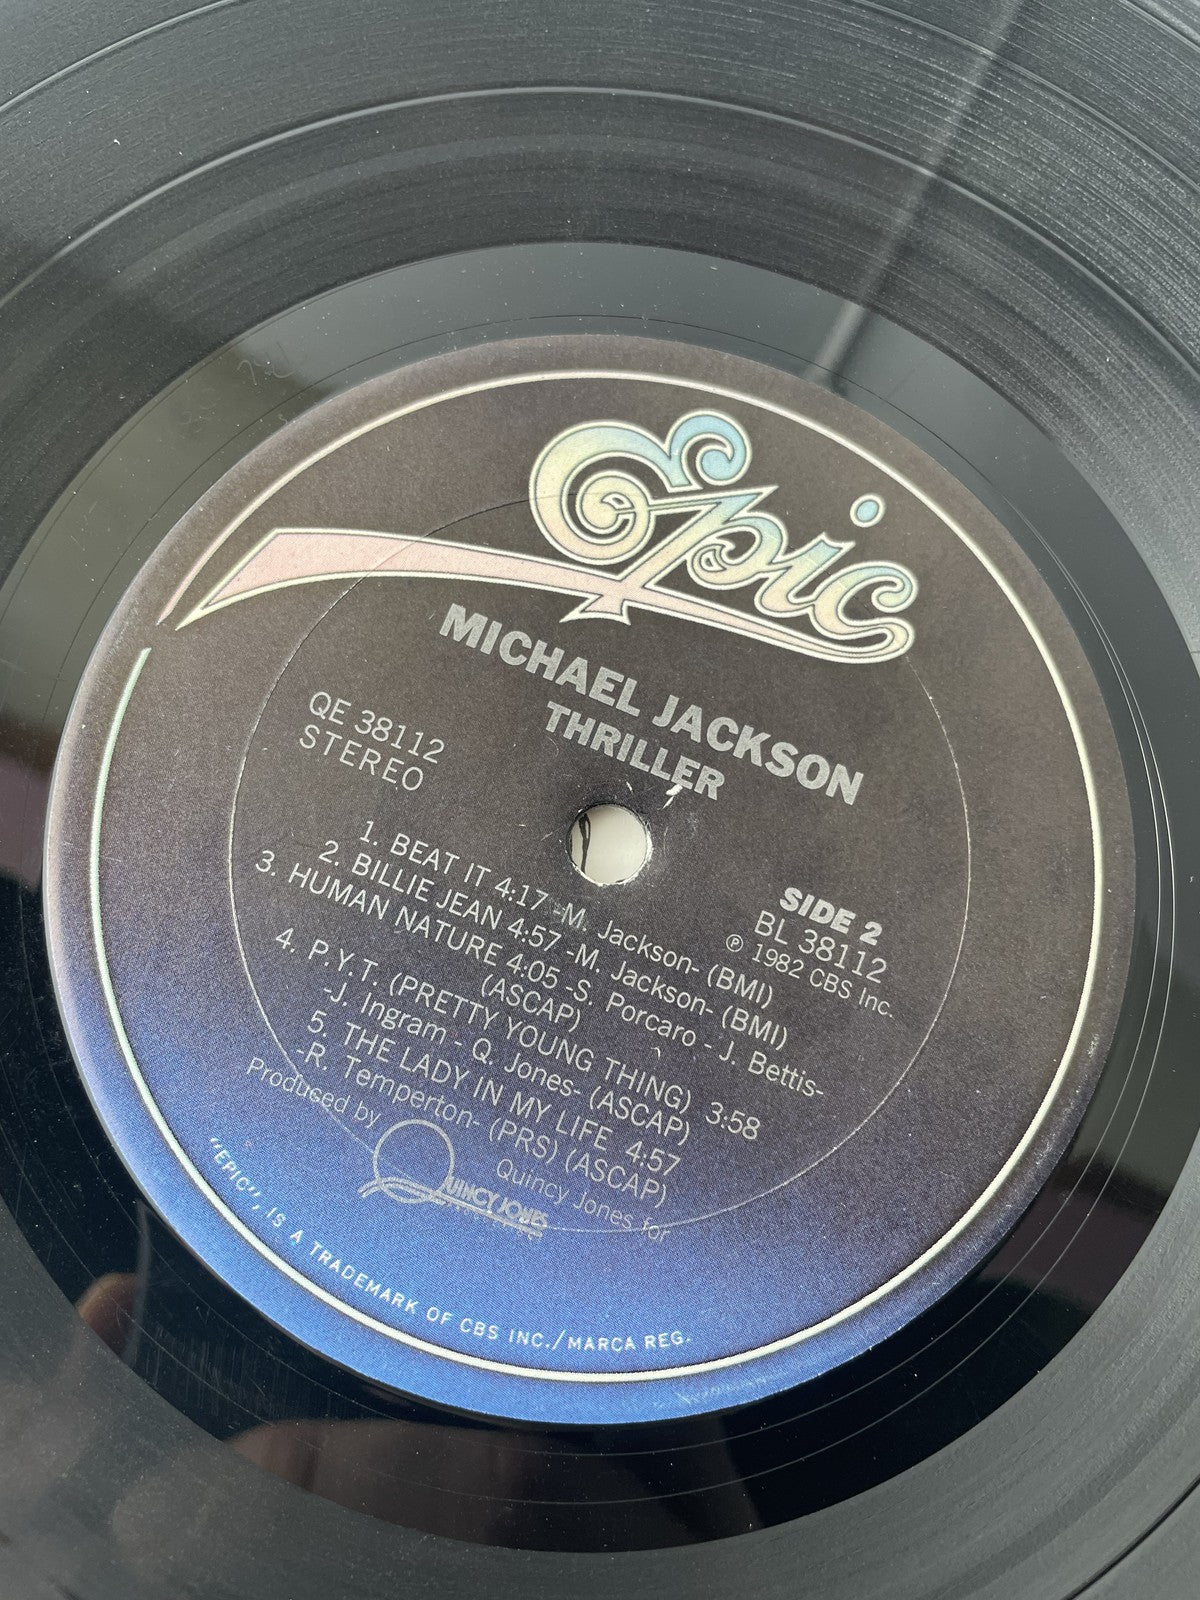 Epic
MICHAEL JACKSON
THRILLER
QE 38112
STEREO
SIDE 2
BL 38112
℗ 1982 CBS Inc.
1. BEAT IT 4:17 -M. Jackson- (BMI)
2. BILLIE JEAN 4:57 -M. Jackson- (BMI)
3. HUMAN NATURE 4:05 -S. Porcaro - J. Bettis-
(ASCAP)
4. P.Y.T. (PRETTY YOUNG THING) 3:58
-J. Ingram - Q. Jones- (ASCAP)
5. THE LADY IN MY LIFE 4:57
-R. Temperton- (PRS) (ASCAP)
Produced by Quincy Jones for
QUINCY JONES
"EPIC", IS A TRADEMARK OF CBS INC./MARCA REG.